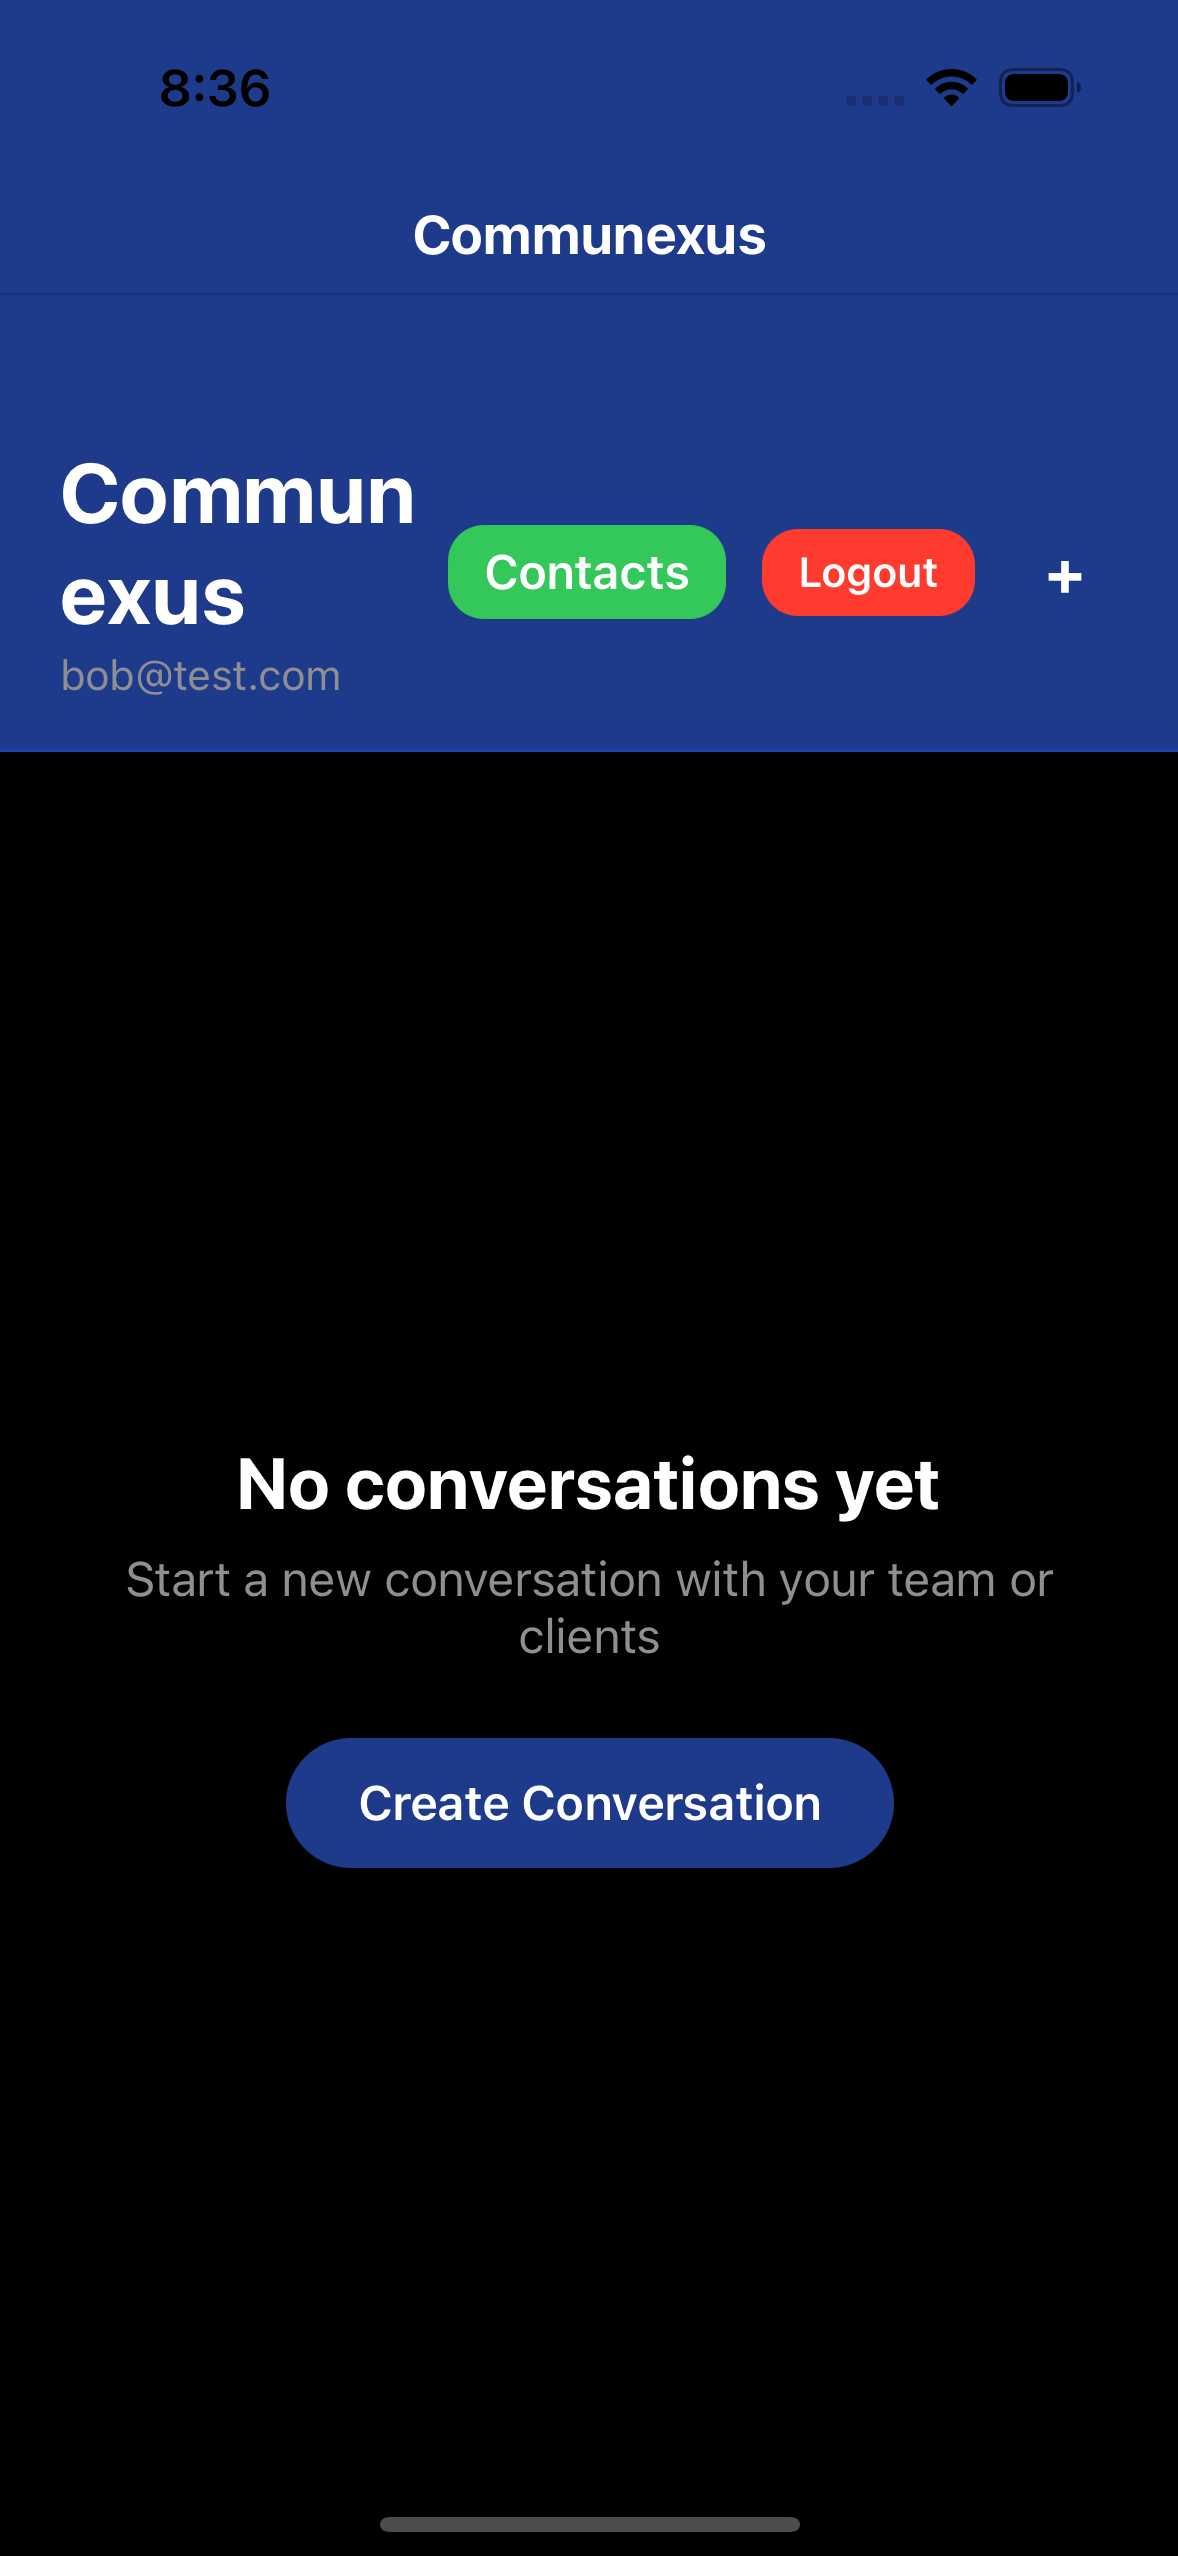 8:36
Communexus
Commun
exus
bob@test.com
Contacts
Logout
+
No conversations yet
Start a new conversation with your team or
clients
Create Conversation